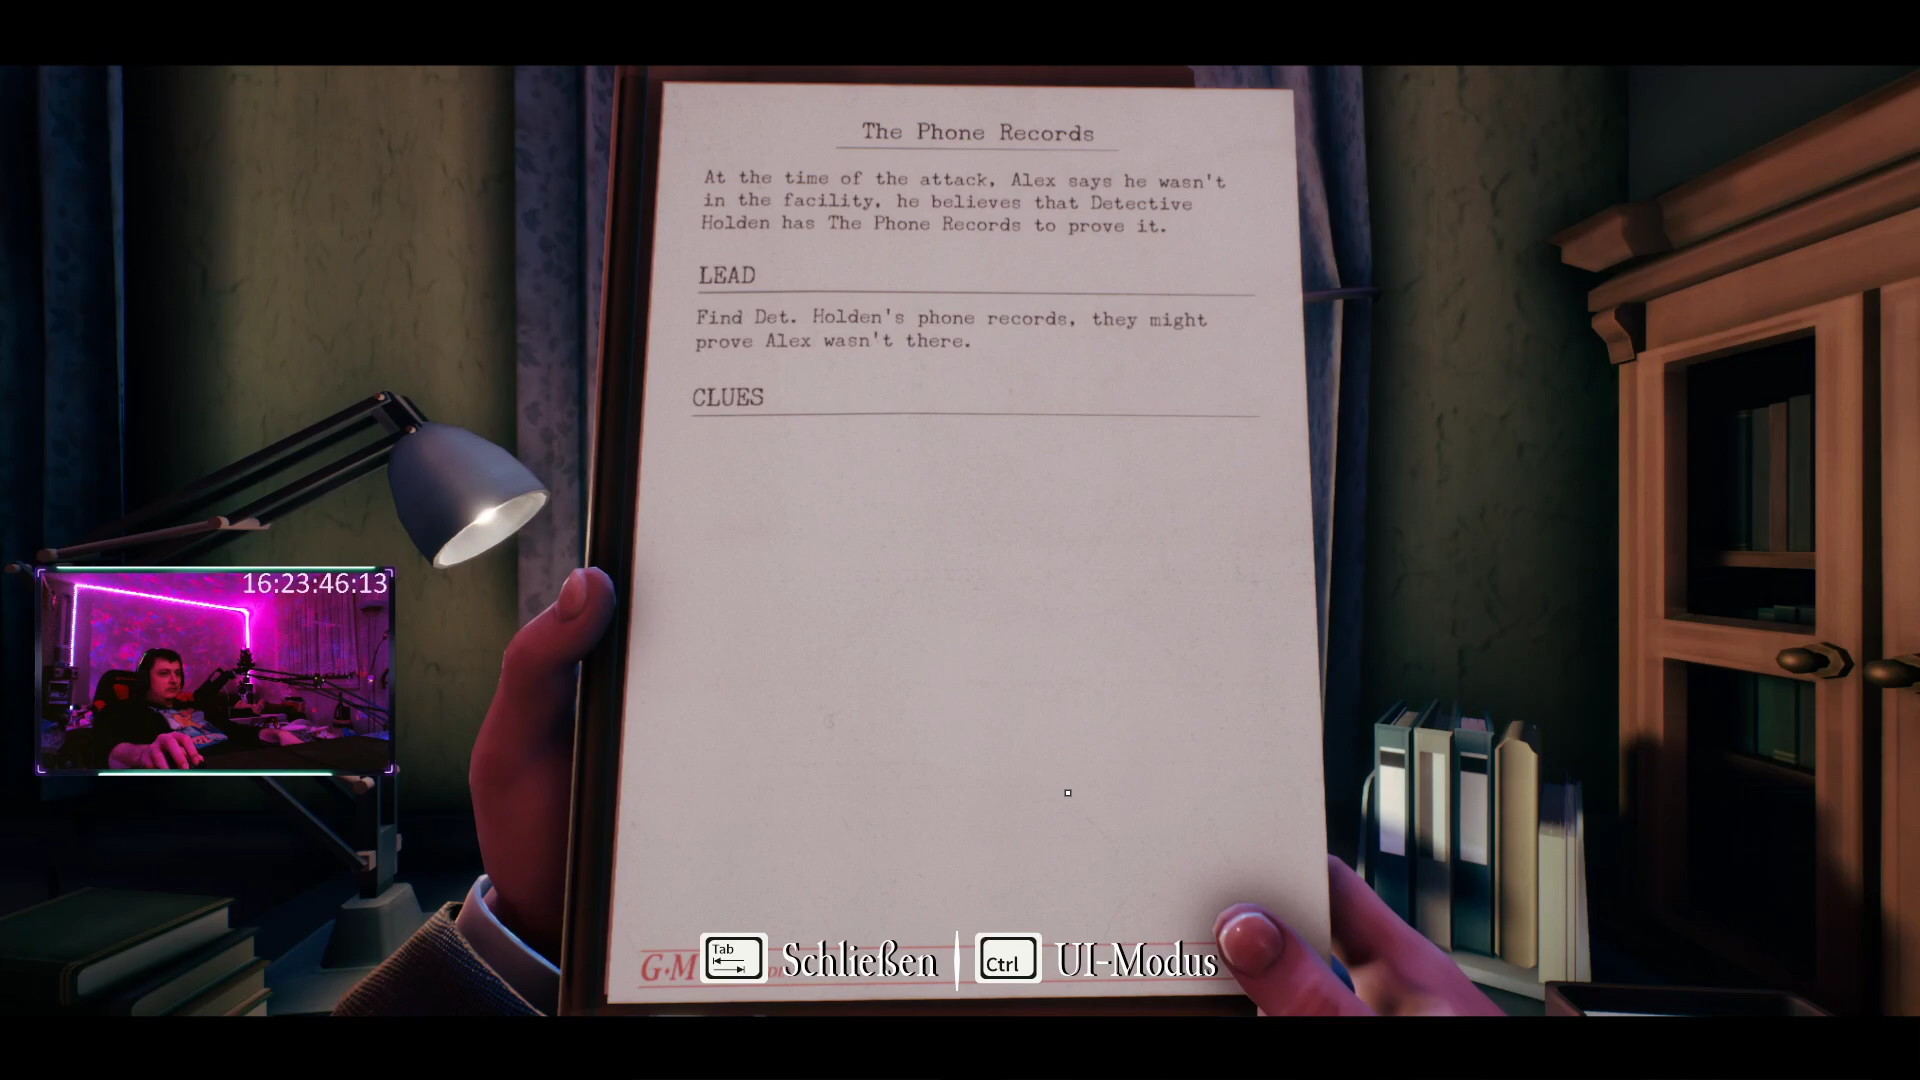 The Phone Records
At the time of the attack, Alex says he wasn't
in the facility, he believes that Detective
Holden has The Phone Records to prove it.
LEAD
Find Det. Holden's phone records, they might
prove Alex wasn't there.
CLUES
16:23:46:13
G·M
Tab Schließen Ctrl UI-Modus